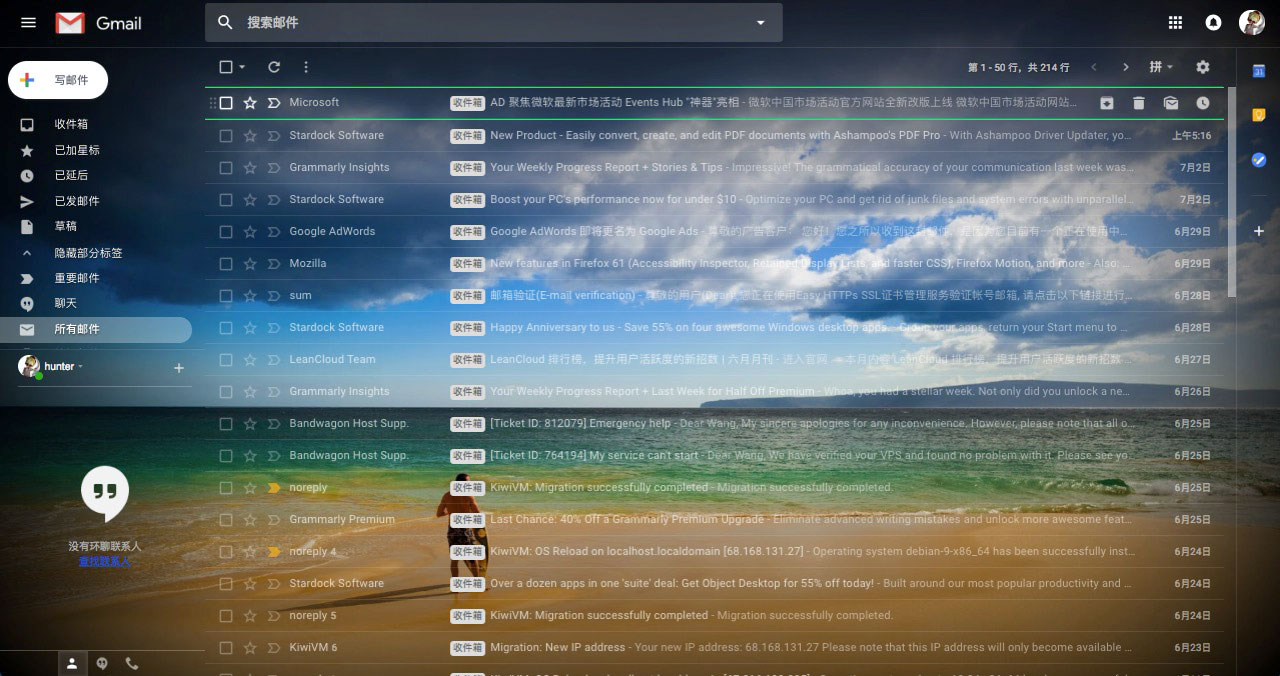 Gmail
搜索邮件
写邮件
第 1 - 50 行，共 214 行
拼
收件箱
已加星标
已延后
已发邮件
草稿
隐藏部分标签
重要邮件
聊天
所有邮件
hunter
没有环聊联系人
查找联系人
31
Microsoft 收件箱 AD 聚焦微软最新市场活动 Events Hub "神器"亮相 - 微软中国市场活动官方网站全新改版上线 微软中国市场活动网站…
Stardock Software 收件箱 New Product - Easily convert, create, and edit PDF documents with Ashampoo's PDF Pro - With Ashampoo Driver Updater, yo… 上午5:16
Grammarly Insights 收件箱 Your Weekly Progress Report + Stories & Tips - Impressive! The grammatical accuracy of your communication last week was… 7月2日
Stardock Software 收件箱 Boost your PC's performance now for under $10 - Optimize your PC and get rid of junk files and system errors with unparallel… 7月2日
Google AdWords 收件箱 Google AdWords 即将更名为 Google Ads - 尊敬的广告客户： 您好！ 您之所以收到这封邮件，是因为您目前有一个正在使用中… 6月29日
Mozilla 收件箱 New features in Firefox 61 (Accessibility Inspector, Retained Display Lists, and faster CSS), Firefox Motion, and more - Also: … 6月29日
sum 收件箱 邮箱验证(E-mail verification) - 尊敬的用户(Dear): 您正在使用Easy HTTPs SSL证书管理服务验证帐号邮箱, 请点击以下链接进行… 6月28日
Stardock Software 收件箱 Happy Anniversary to us - Save 55% on four awesome Windows desktop apps - Group your apps, return your Start menu to … 6月28日
LeanCloud Team 收件箱 LeanCloud 排行榜，提升用户活跃度的新招数 | 六月月刊 - 进入官网 → 本月内容 LeanCloud 排行榜，提升用户活跃度的新招数… 6月27日
Grammarly Insights 收件箱 Your Weekly Progress Report + Last Week for Half Off Premium - Whoa, you had a stellar week. Not only did you unlock a ne… 6月26日
Bandwagon Host Supp. 收件箱 [Ticket ID: 812079] Emergency help - Dear Wang, My sincere apologies for any inconvenience. However, please note that all o… 6月25日
Bandwagon Host Supp. 收件箱 [Ticket ID: 764194] My service can't start - Dear Wang, We have verified your VPS and found no problem with it. Please see yo… 6月25日
noreply 收件箱 KiwiVM: Migration successfully completed - Migration successfully completed. 6月25日
Grammarly Premium 收件箱 Last Chance: 40% Off a Grammarly Premium Upgrade - Eliminate advanced writing mistakes and unlock more awesome feat… 6月25日
noreply 4 收件箱 KiwiVM: OS Reload on localhost.localdomain [68.168.131.27] - Operating system debian-9-x86_64 has been successfully inst… 6月24日
Stardock Software 收件箱 Over a dozen apps in one 'suite' deal: Get Object Desktop for 55% off today! - Built around our most popular productivity and … 6月24日
noreply 5 收件箱 KiwiVM: Migration successfully completed - Migration successfully completed. 6月24日
KiwiVM 6 收件箱 Migration: New IP address - Your new IP address: 68.168.131.27 Please note that this IP address will only become available … 6月23日